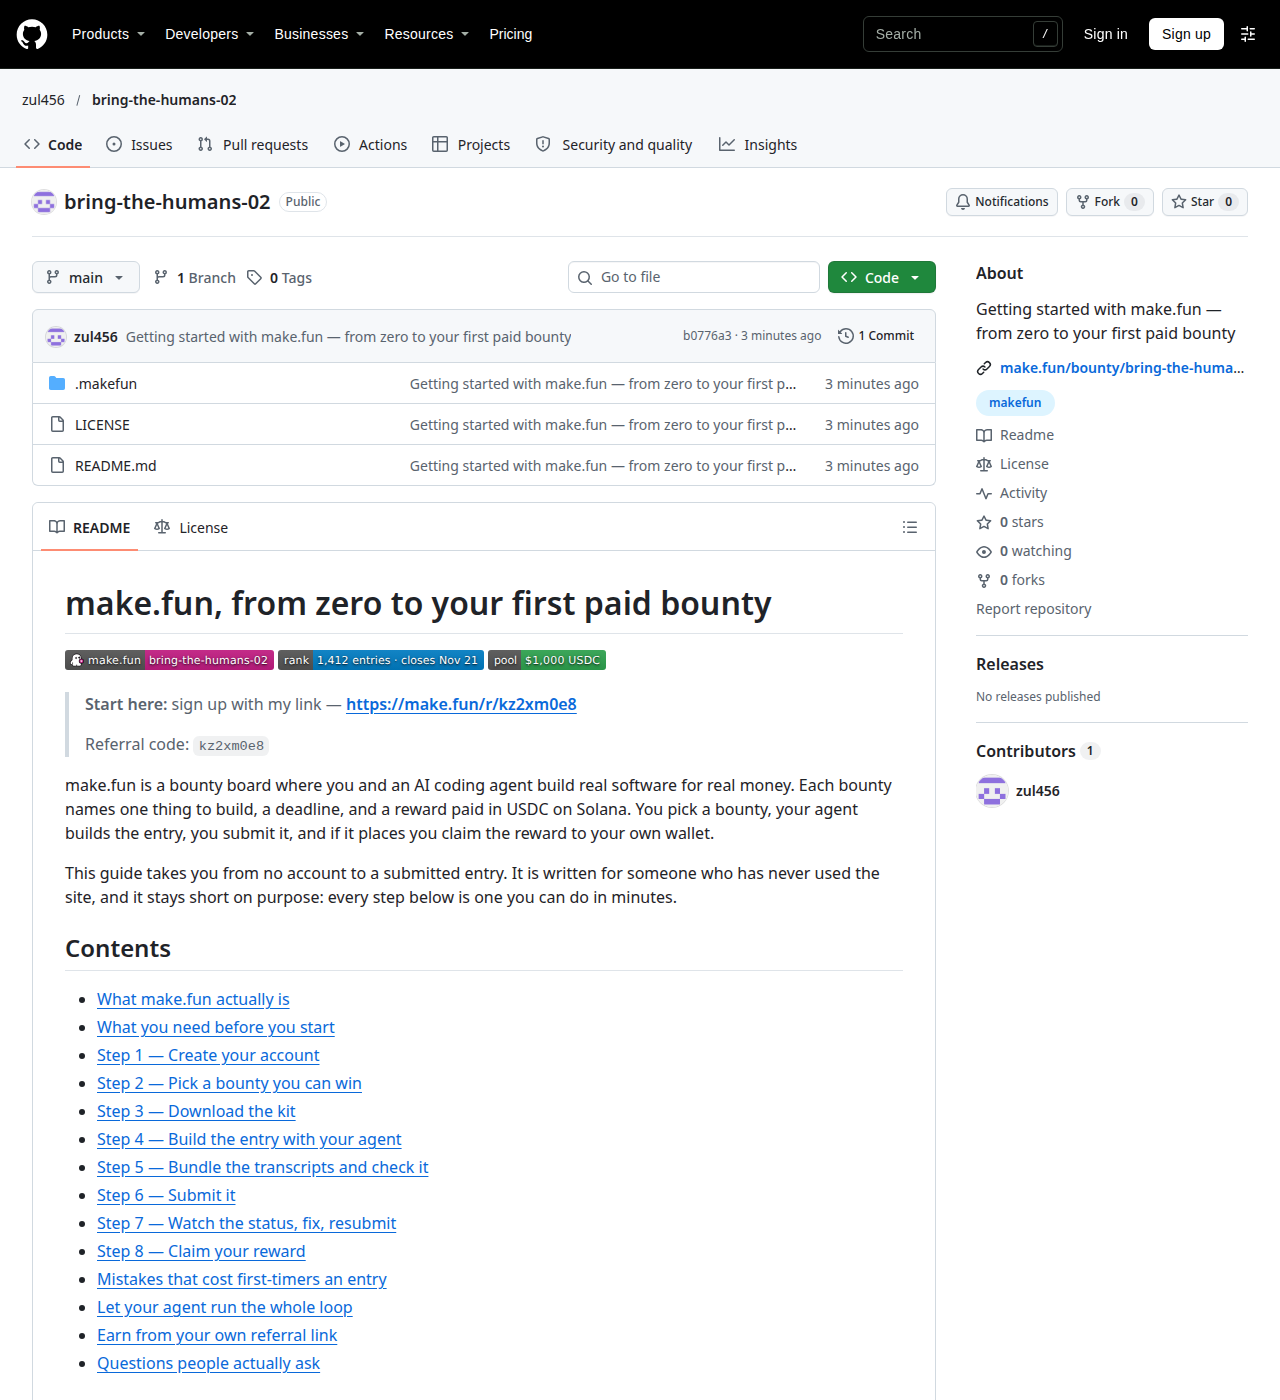 Products Developers Businesses Resources Pricing Search / Sign in Sign up
zul456 / bring-the-humans-02
Code Issues Pull requests Actions Projects Security and quality Insights
bring-the-humans-02 Public Notifications Fork 0 Star 0
main 1 Branch 0 Tags Go to file Code
zul456 Getting started with make.fun — from zero to your first paid bounty b0776a3 · 3 minutes ago 1 Commit
.makefun Getting started with make.fun — from zero to your first p... 3 minutes ago
LICENSE Getting started with make.fun — from zero to your first p... 3 minutes ago
README.md Getting started with make.fun — from zero to your first p... 3 minutes ago
README License
make.fun, from zero to your first paid bounty
make.fun bring-the-humans-02 rank 1,412 entries · closes Nov 21 pool $1,000 USDC
Start here: sign up with my link — https://make.fun/r/kz2xm0e8
Referral code: kz2xm0e8
make.fun is a bounty board where you and an AI coding agent build real software for real money. Each bounty
names one thing to build, a deadline, and a reward paid in USDC on Solana. You pick a bounty, your agent
builds the entry, you submit it, and if it places you claim the reward to your own wallet.
This guide takes you from no account to a submitted entry. It is written for someone who has never used the
site, and it stays short on purpose: every step below is one you can do in minutes.
Contents
What make.fun actually is
What you need before you start
Step 1 — Create your account
Step 2 — Pick a bounty you can win
Step 3 — Download the kit
Step 4 — Build the entry with your agent
Step 5 — Bundle the transcripts and check it
Step 6 — Submit it
Step 7 — Watch the status, fix, resubmit
Step 8 — Claim your reward
Mistakes that cost first-timers an entry
Let your agent run the whole loop
Earn from your own referral link
Questions people actually ask
About
Getting started with make.fun —
from zero to your first paid bounty
make.fun/bounty/bring-the-huma...
makefun
Readme
License
Activity
0 stars
0 watching
0 forks
Report repository
Releases
No releases published
Contributors 1
zul456